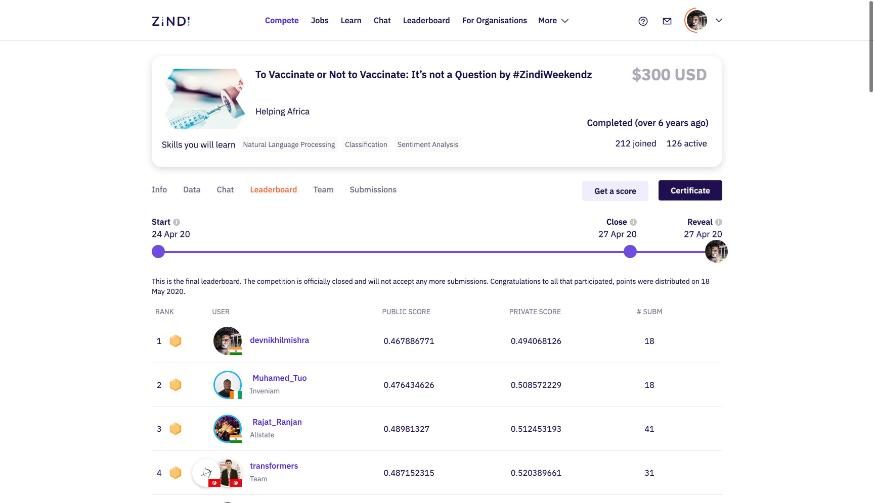 ZINDI
Compete Jobs Learn Chat Leaderboard For Organisations More
To Vaccinate or Not to Vaccinate: It's not a Question by #ZindiWeekendz $300 USD
Helping Africa
Completed (over 6 years ago)
Skills you will learn Natural Language Processing Classification Sentiment Analysis 212 joined 126 active
Info Data Chat Leaderboard Team Submissions Get a score Certificate
Start Close Reveal
24 Apr 20 27 Apr 20 27 Apr 20
This is the final leaderboard. The competition is officially closed and will not accept any more submissions. Congratulations to all that participated, points were distributed on 18
May 2020.
RANK USER PUBLIC SCORE PRIVATE SCORE # SUBM
1 devnikhilmishra 0.467886771 0.494068126 18
2 Muhamed_Tuo 0.476434626 0.508572229 18
Inveniam
3 Rajat_Ranjan 0.48981327 0.512453193 41
Allstate
4 transformers 0.487152315 0.520389661 31
Team